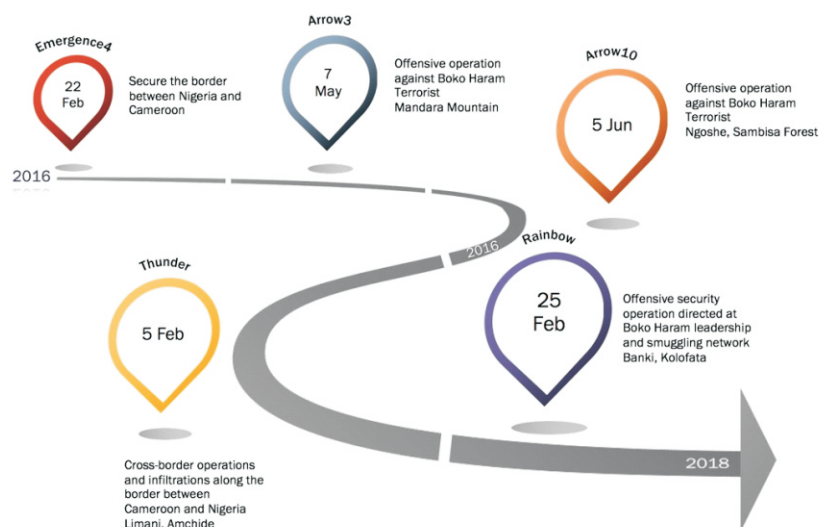 Emergence4
22
Feb
Secure the border
between Nigeria and
Cameroon
Arrow3
7
May
Offensive operation
against Boko Haram
Terrorist
Mandara Mountain
Arrow10
5 Jun
Offensive operation
against Boko Haram
Terrorist
Ngoshe, Sambisa Forest
2016
2016
Rainbow
25
Feb
Offensive security
operation directed at
Boko Haram leadership
and smuggling network
Banki, Kolofata
Thunder
5 Feb
Cross-border operations
and infiltrations along the
border between
Cameroon and Nigeria
Limani, Amchide
2018